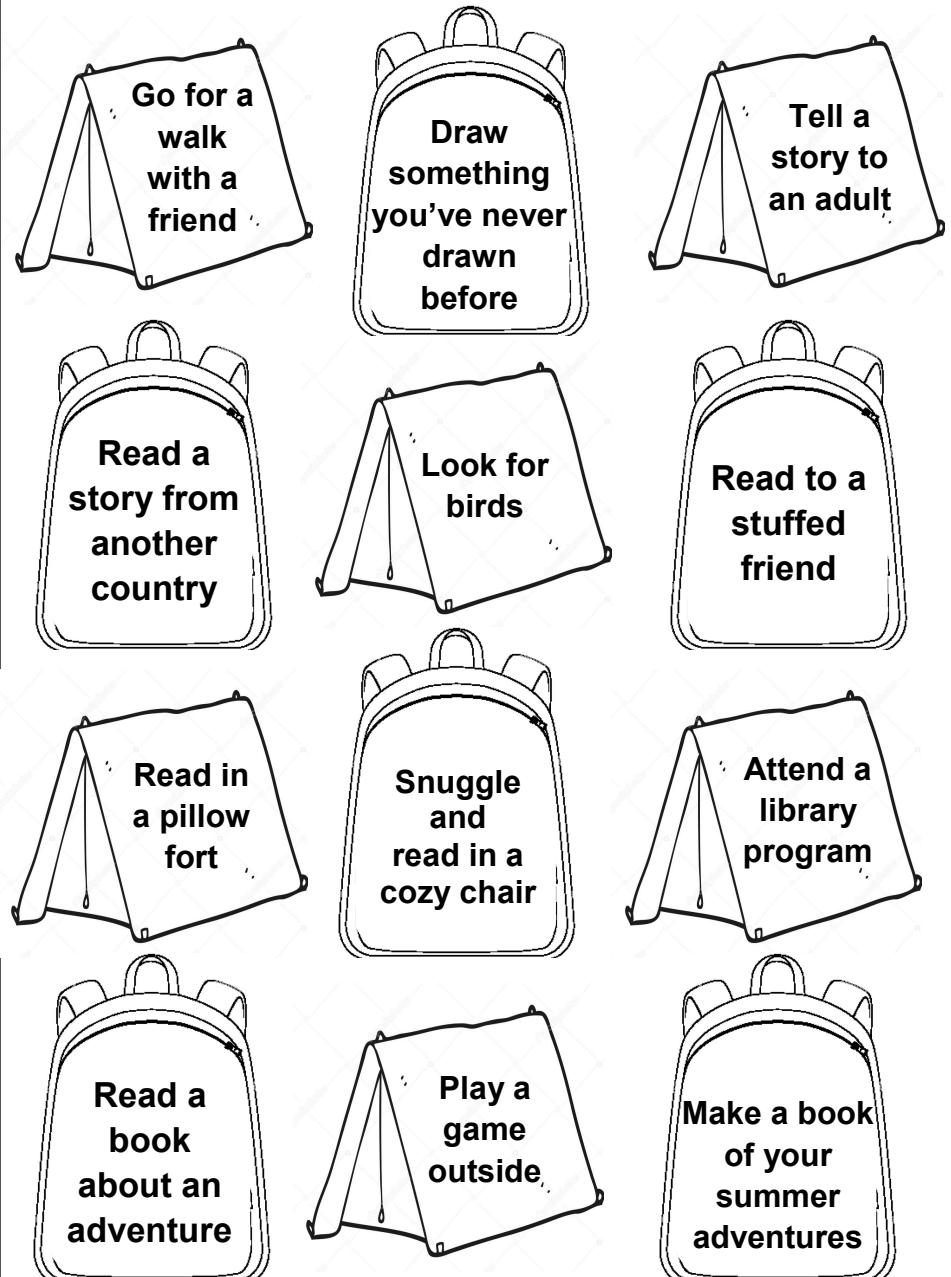 Go for a
walk
with a
friend
Draw
something
you’ve never
drawn
before
Tell a
story to
an adult
Read a
story from
another
country
Look for
birds
Read to a
stuffed
friend
Read in
a pillow
fort
Snuggle
and
read in a
cozy chair
Attend a
library
program
Read a
book
about an
adventure
Play a
game
outside
Make a book
of your
summer
adventures